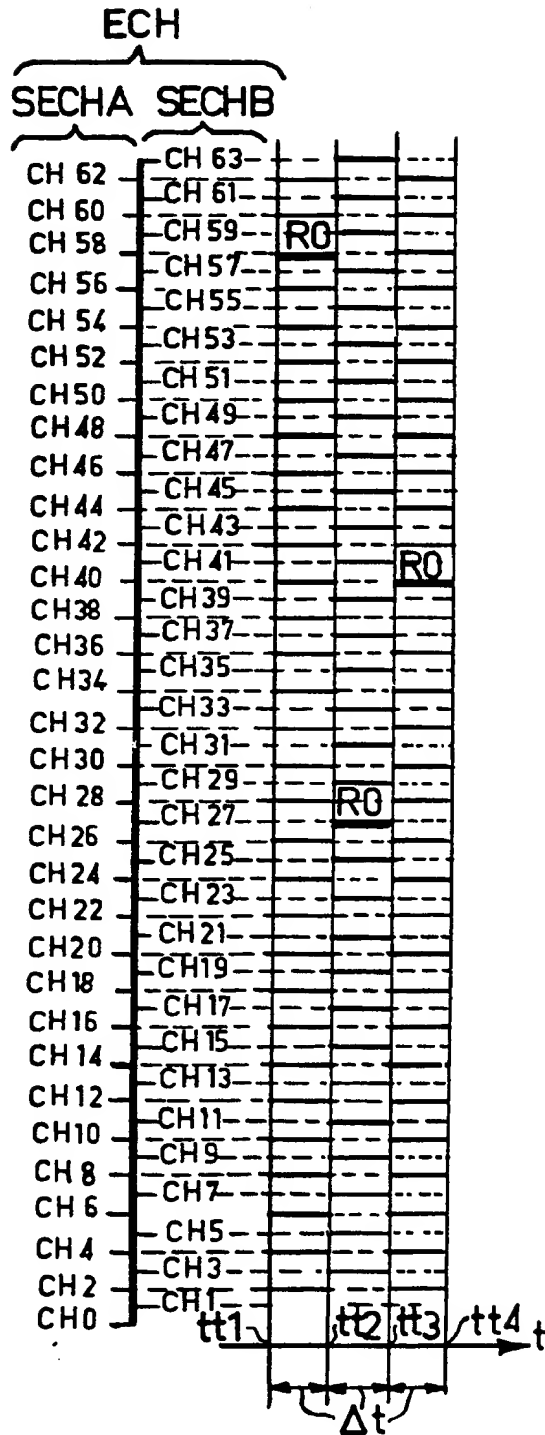 ECH
SECHA SECHB
CH 63
CH 62
CH 61
CH 60
CH 59 R0
CH 58
CH 57
CH 56
CH 55
CH 54
CH 53
CH 52
CH 51
CH 50
CH 49
CH 48
CH 47
CH 46
CH 45
CH 44
CH 43
CH 42
CH 41 R0
CH 40
CH 39
CH 38
CH 37
CH 36
CH 35
CH 34
CH 33
CH 32
CH 31
CH 30
CH 29
CH 28 R0
CH 27
CH 26
CH 25
CH 24
CH 23
CH 22
CH 21
CH 20
CH 19
CH 18
CH 17
CH 16
CH 15
CH 14
CH 13
CH 12
CH 11
CH 10
CH 9
CH 8
CH 7
CH 6
CH 5
CH 4
CH 3
CH 2
CH 1
CH0
tt1 tt2 tt3 tt4 t
Δt